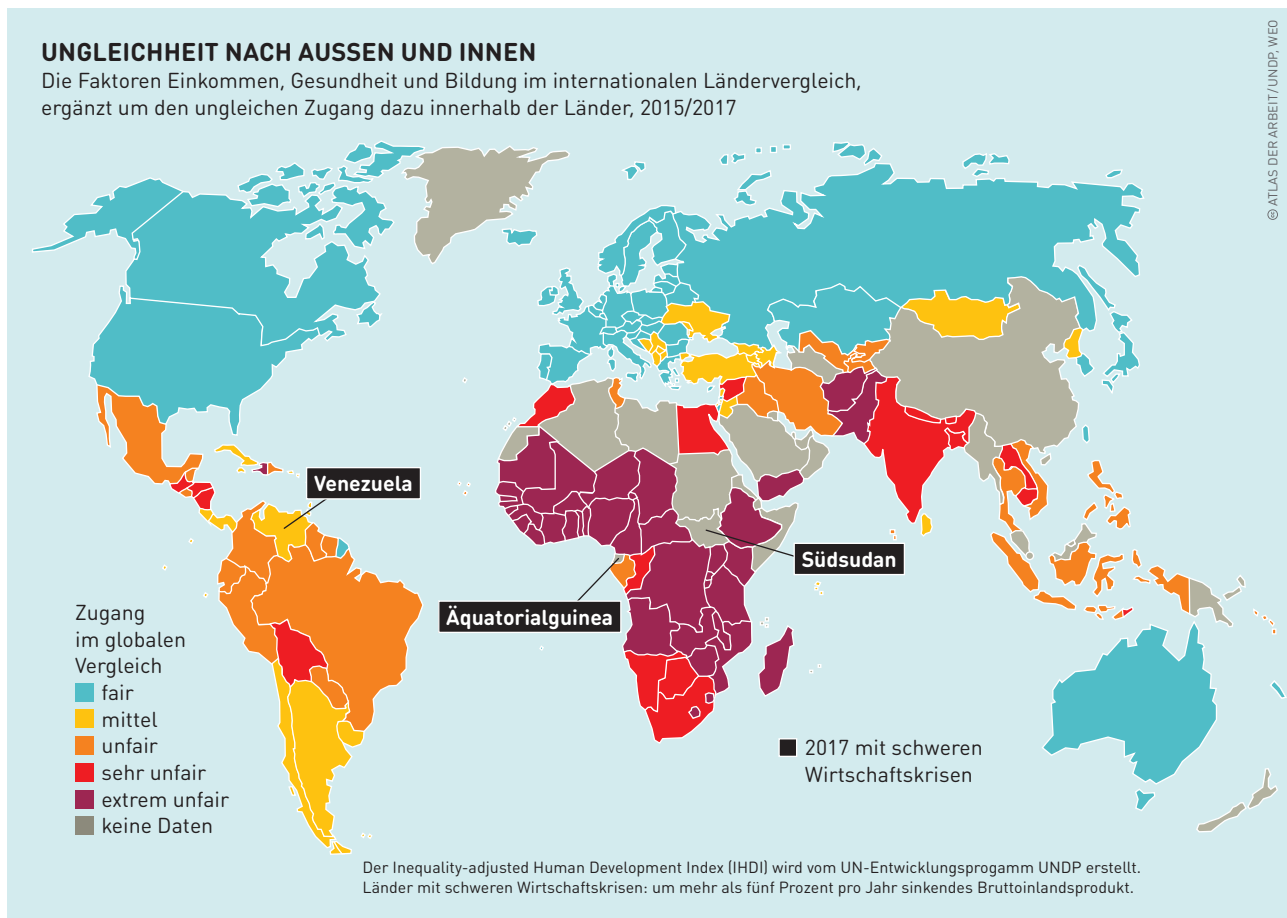 UNGLEICHHEIT NACH AUSSEN UND INNEN
Die Faktoren Einkommen, Gesundheit und Bildung im internationalen Ländervergleich,
ergänzt um den ungleichen Zugang dazu innerhalb der Länder, 2015/2017
© ATLAS DER ARBEIT / UNDP, WEO
Venezuela
Südsudan
Äquatorialguinea
Zugang
im globalen
Vergleich
fair
mittel
unfair
sehr unfair
extrem unfair
keine Daten
2017 mit schweren
Wirtschaftskrisen
Der Inequality-adjusted Human Development Index (IHDI) wird vom UN-Entwicklungsprogamm UNDP erstellt.
Länder mit schweren Wirtschaftskrisen: um mehr als fünf Prozent pro Jahr sinkendes Bruttoinlandsprodukt.